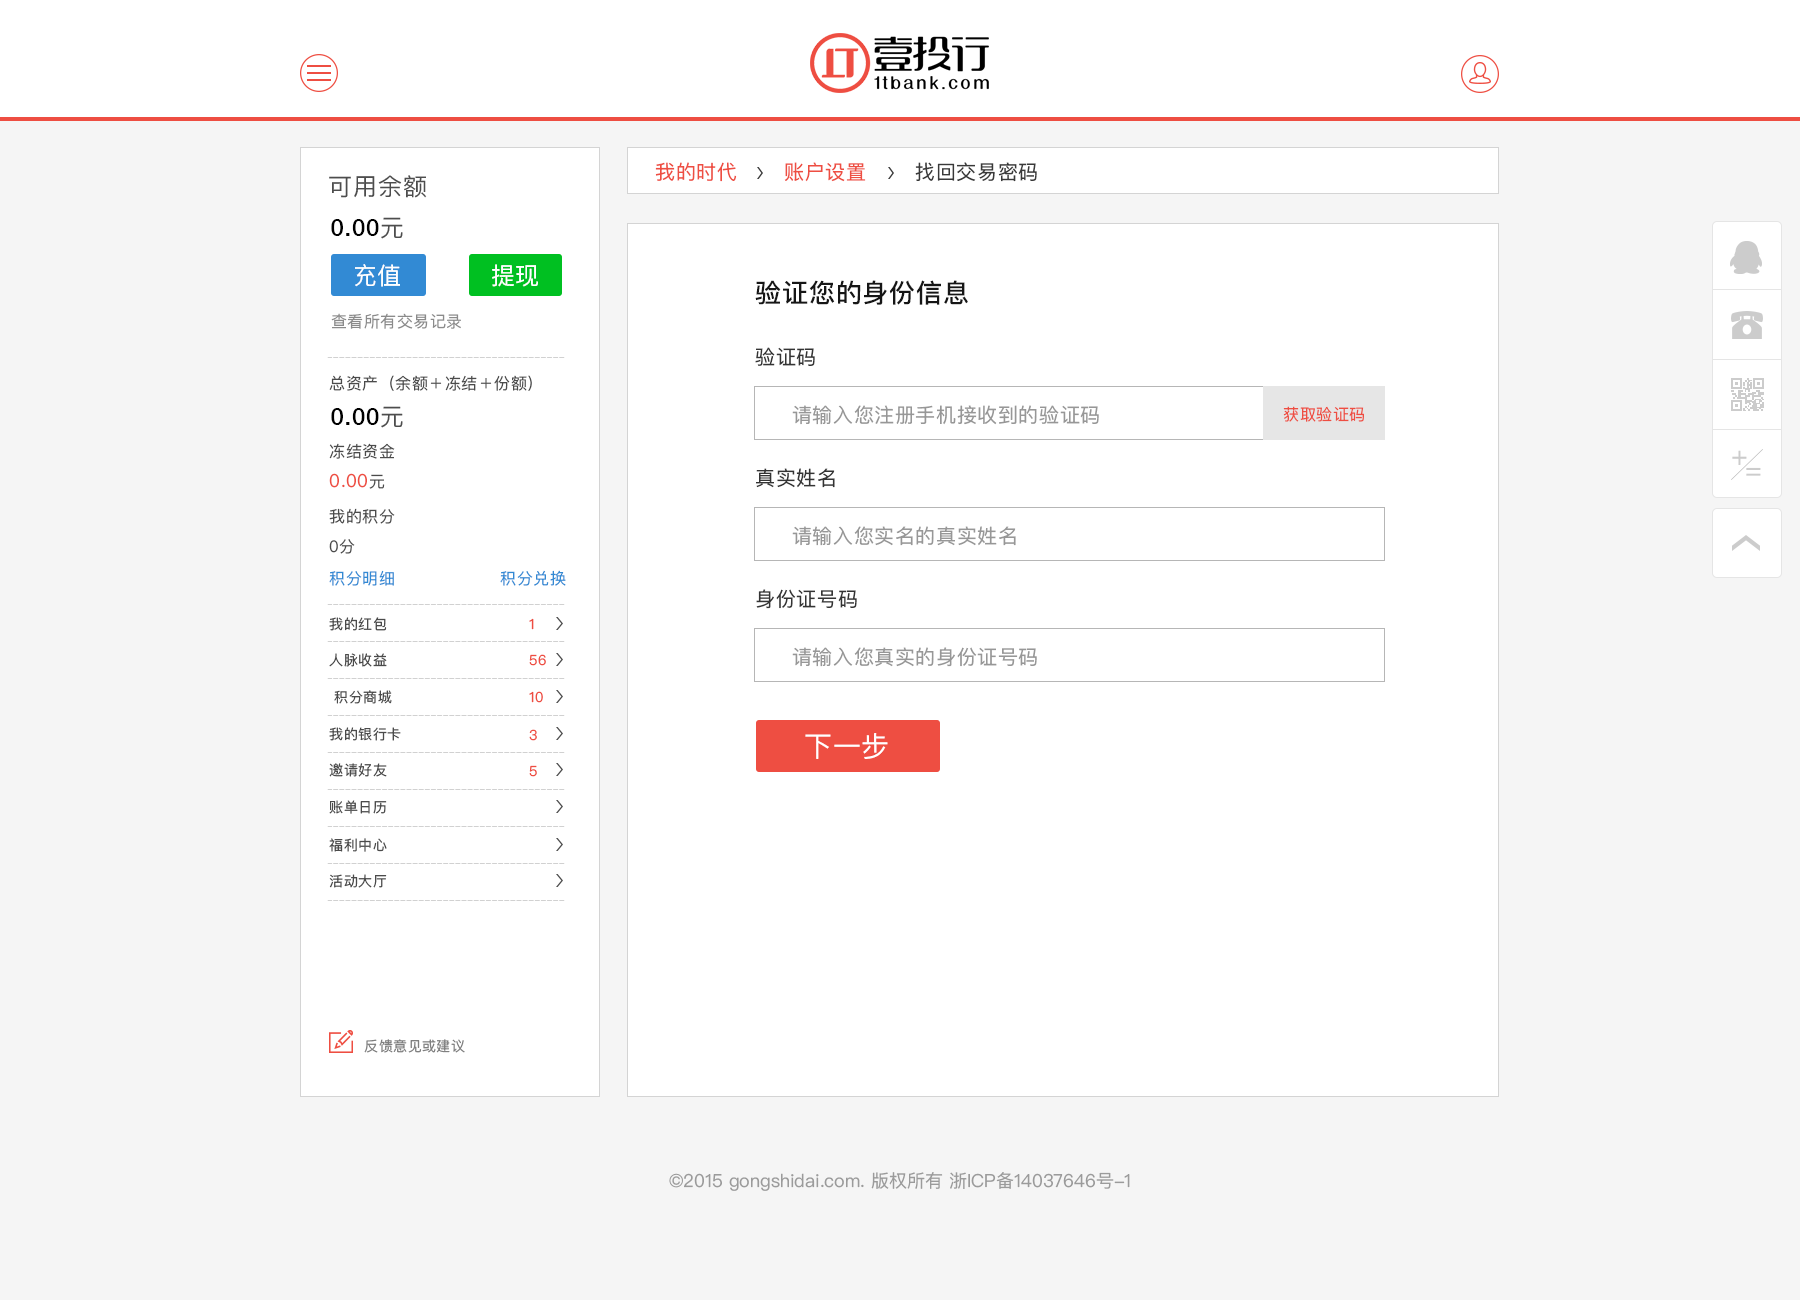 壹投行
1tbank.com
可用余额
0.00元
充值 提现
查看所有交易记录
总资产（余额＋冻结＋份额）
0.00元
冻结资金
0.00元
我的积分
0分
积分明细 积分兑换
我的红包 1
人脉收益 56
积分商城 10
我的银行卡 3
邀请好友 5
账单日历
福利中心
活动大厅
反馈意见或建议
我的时代 > 账户设置 > 找回交易密码
验证您的身份信息
验证码
请输入您注册手机接收到的验证码 获取验证码
真实姓名
请输入您实名的真实姓名
身份证号码
请输入您真实的身份证号码
下一步
©2015 gongshidai.com. 版权所有 浙ICP备14037646号-1